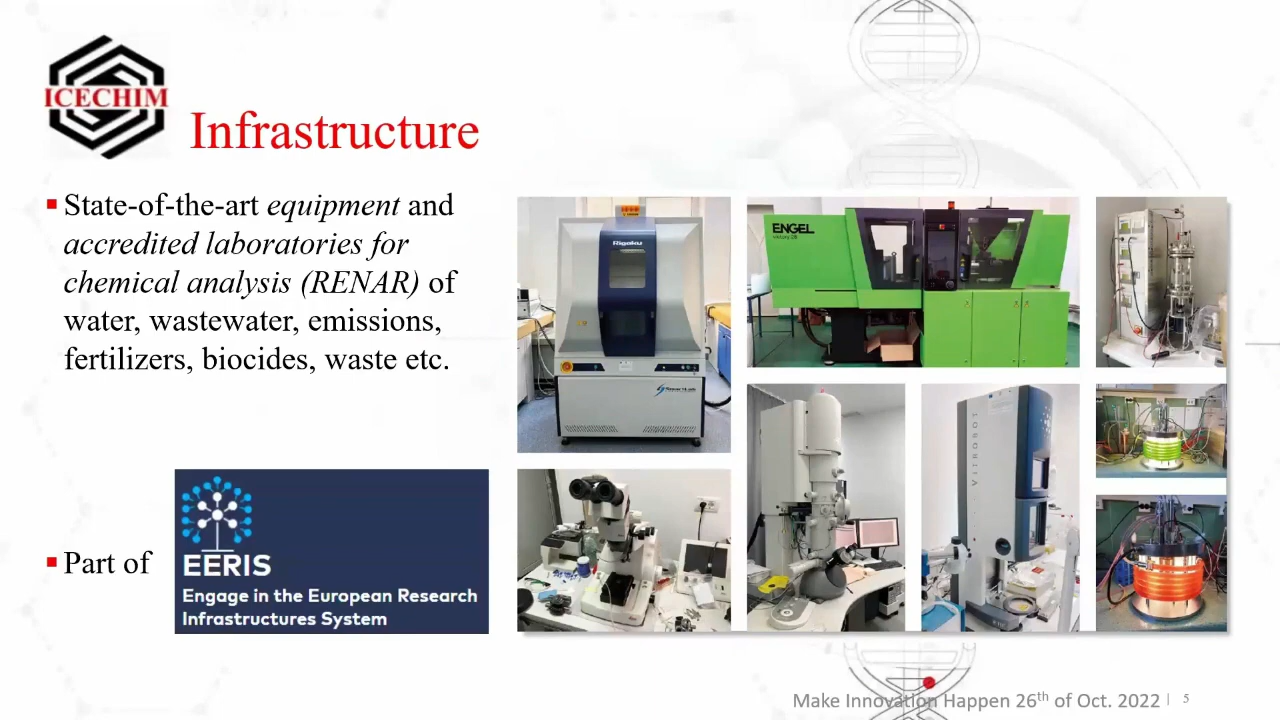 ICECHIM
Infrastructure
State-of-the-art equipment and
accredited laboratories for
chemical analysis (RENAR) of
water, wastewater, emissions,
fertilizers, biocides, waste etc.
Part of
EERIS
Engage in the European Research
Infrastructures System
Rigaku
SmartLab
ENGEL
VITROBOT
Make Innovation Happen 26th of Oct. 2022
5